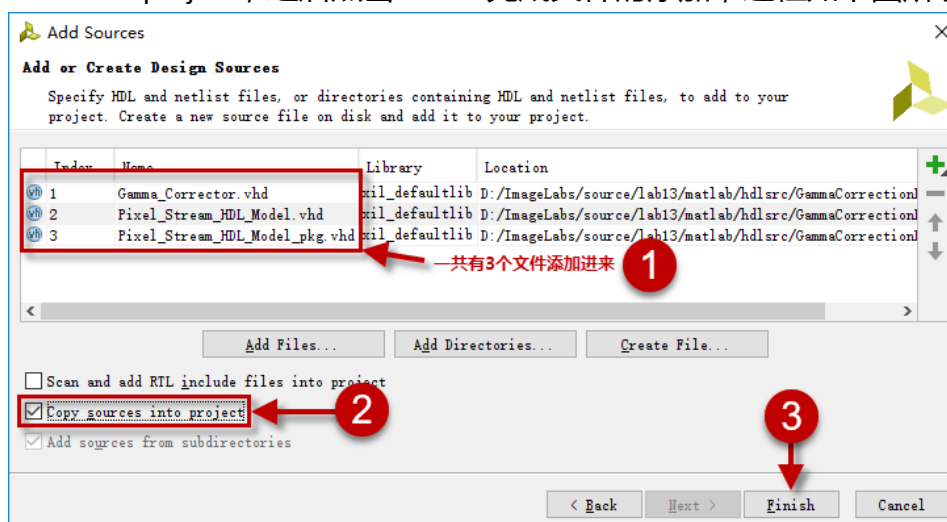 Add Sources
Add or Create Design Sources
Specify HDL and netlist files, or directories containing HDL and netlist files, to add to your
project. Create a new source file on disk and add it to your project.
Index Name Library Location
1 Gamma_Corrector.vhd xil_defaultlib D:/ImageLabs/source/lab13/matlab/hdlsrc/GammaCorrection
2 Pixel_Stream_HDL_Model.vhd xil_defaultlib D:/ImageLabs/source/lab13/matlab/hdlsrc/GammaCorrection
3 Pixel_Stream_HDL_Model_pkg.vhd xil_defaultlib D:/ImageLabs/source/lab13/matlab/hdlsrc/GammaCorrection
一共有3个文件添加进来 1
Add Files... Add Directories... Create File...
Scan and add RTL include files into project
Copy sources into project 2
Add sources from subdirectories
3
< Back Next > Finish Cancel